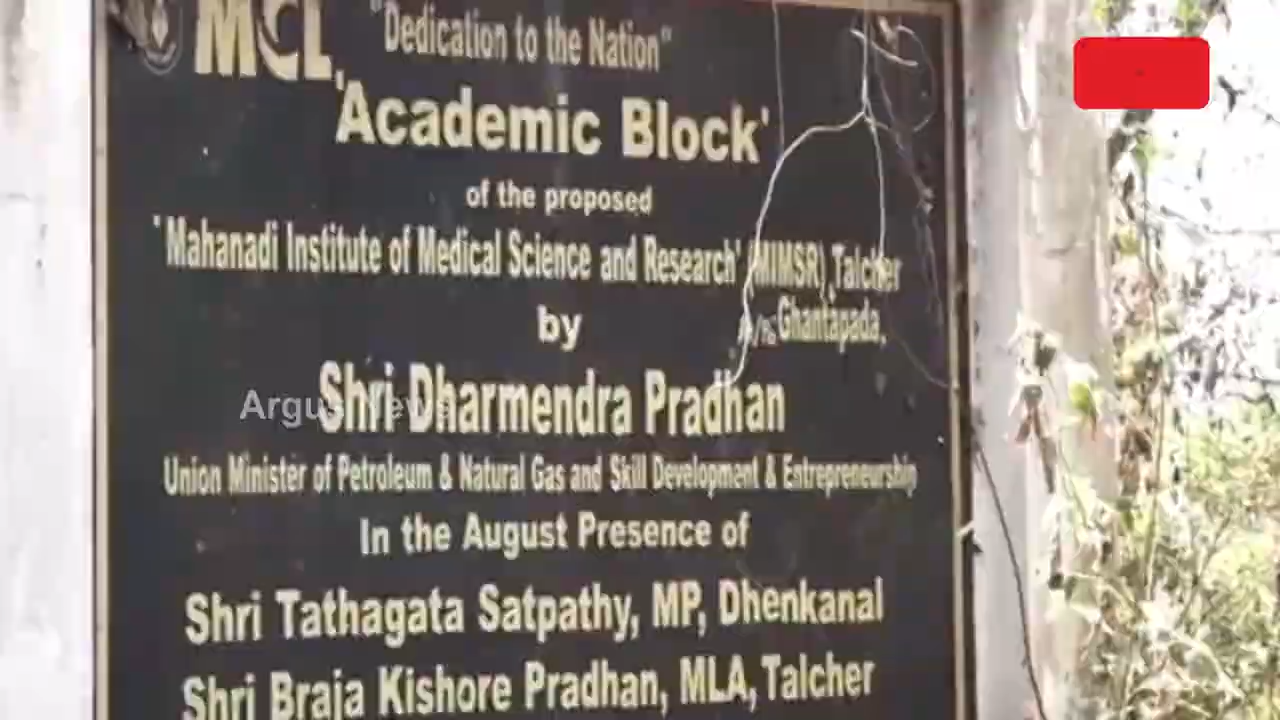 MCL "Dedication to the Nation"
'Academic Block'
of the proposed
'Mahanadi Institute of Medical Science and Research' (MIMSR), Talcher
Ghantapada,
by
Shri Dharmendra Pradhan
Argus News
Union Minister of Petroleum & Natural Gas and Skill Development & Entrepreneurship
In the August Presence of
Shri Tathagata Satpathy, MP, Dhenkanal
Shri Braja Kishore Pradhan, MLA, Talcher